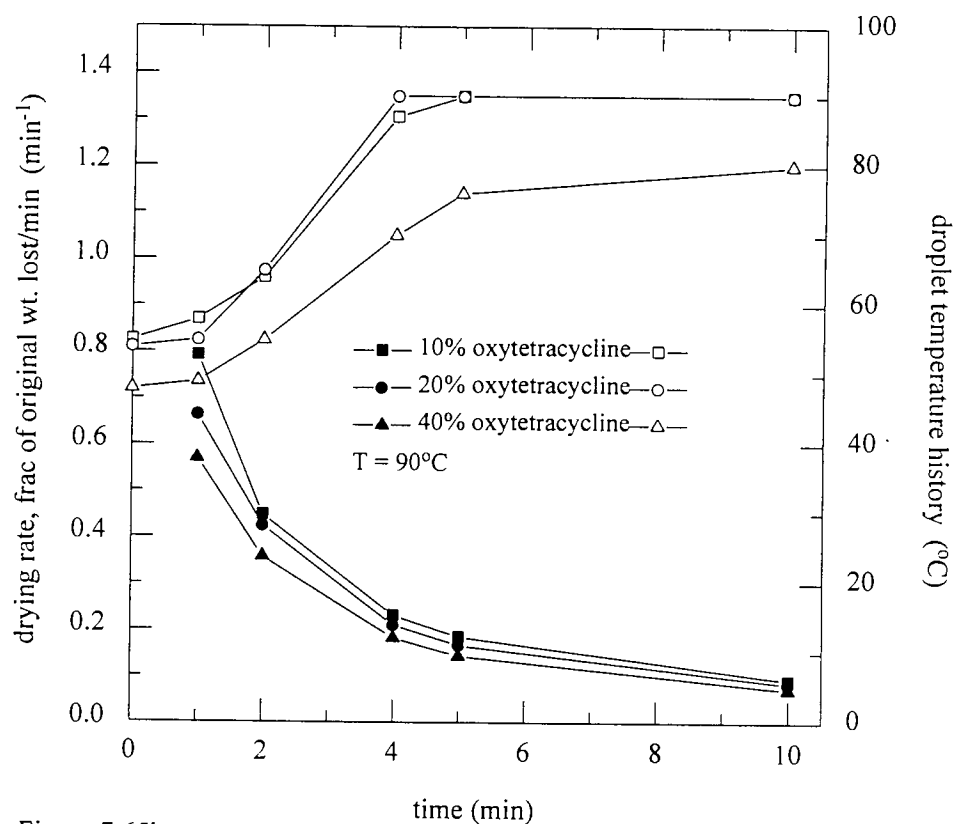 drying rate, frac of original wt. lost/min (min⁻¹)
1.4
1.2
1.0
0.8
0.6
0.4
0.2
0.0
100
80
60
40
20
0
droplet temperature history (°C)
10% oxytetracycline
20% oxytetracycline
40% oxytetracycline
T = 90°C
0 2 4 6 8 10
time (min)